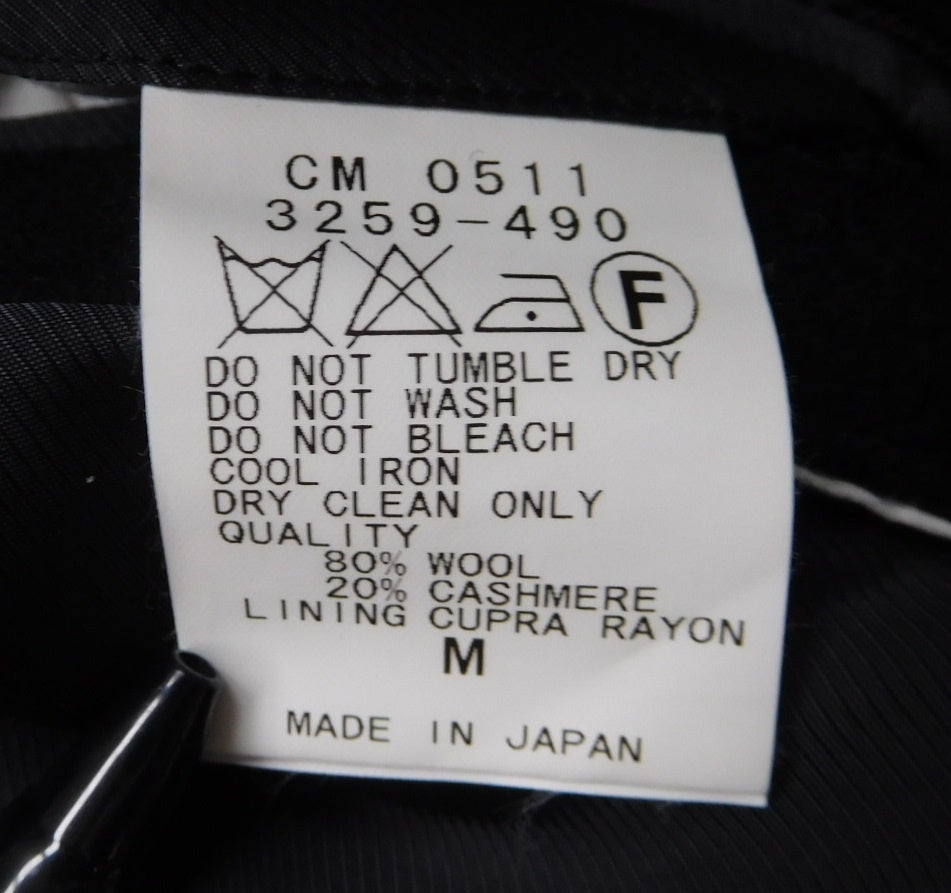 CM 0511
3259-490
F
DO NOT TUMBLE DRY
DO NOT WASH
DO NOT BLEACH
COOL IRON
DRY CLEAN ONLY
QUALITY
80% WOOL
20% CASHMERE
LINING CUPRA RAYON
M
MADE IN JAPAN